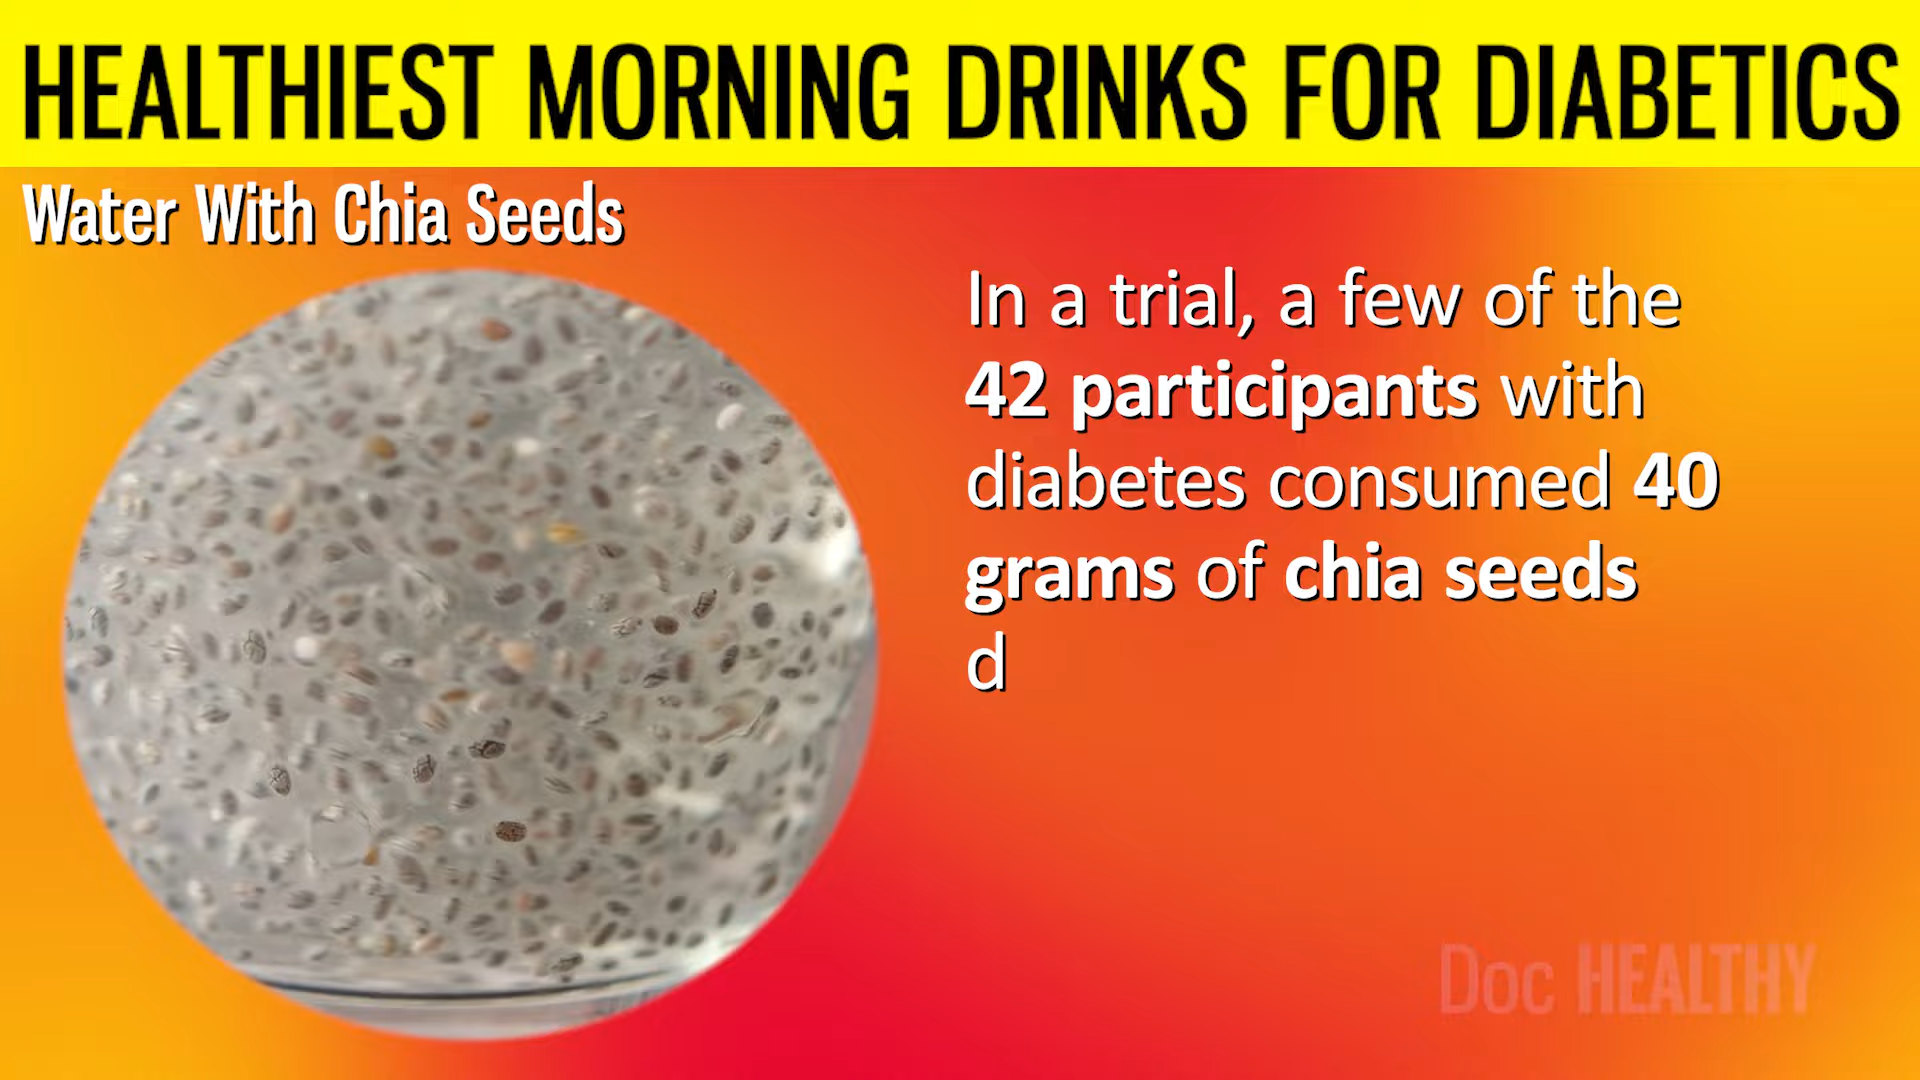 HEALTHIEST MORNING DRINKS FOR DIABETICS
Water With Chia Seeds
In a trial, a few of the
42 participants with
diabetes consumed 40
grams of chia seeds
d
Doc HEALTHY